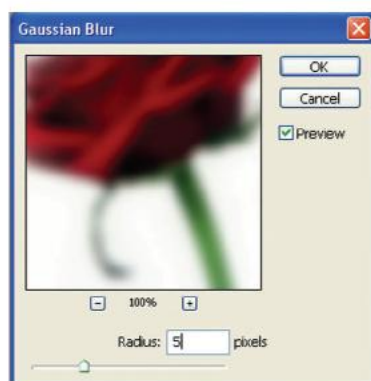 Gaussian Blur
OK
Cancel
Preview
100%
Radius: 5 pixels